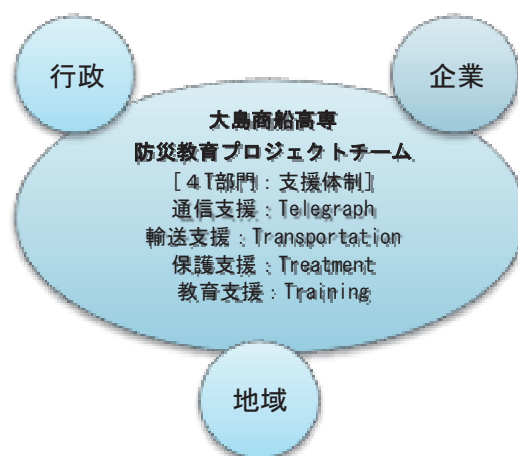 行政
企業
大島商船高専
防災教育プロジェクトチーム
[4T部門：支援体制]
通信支援：Telegraph
輸送支援：Transportation
保護支援：Treatment
教育支援：Training
地域